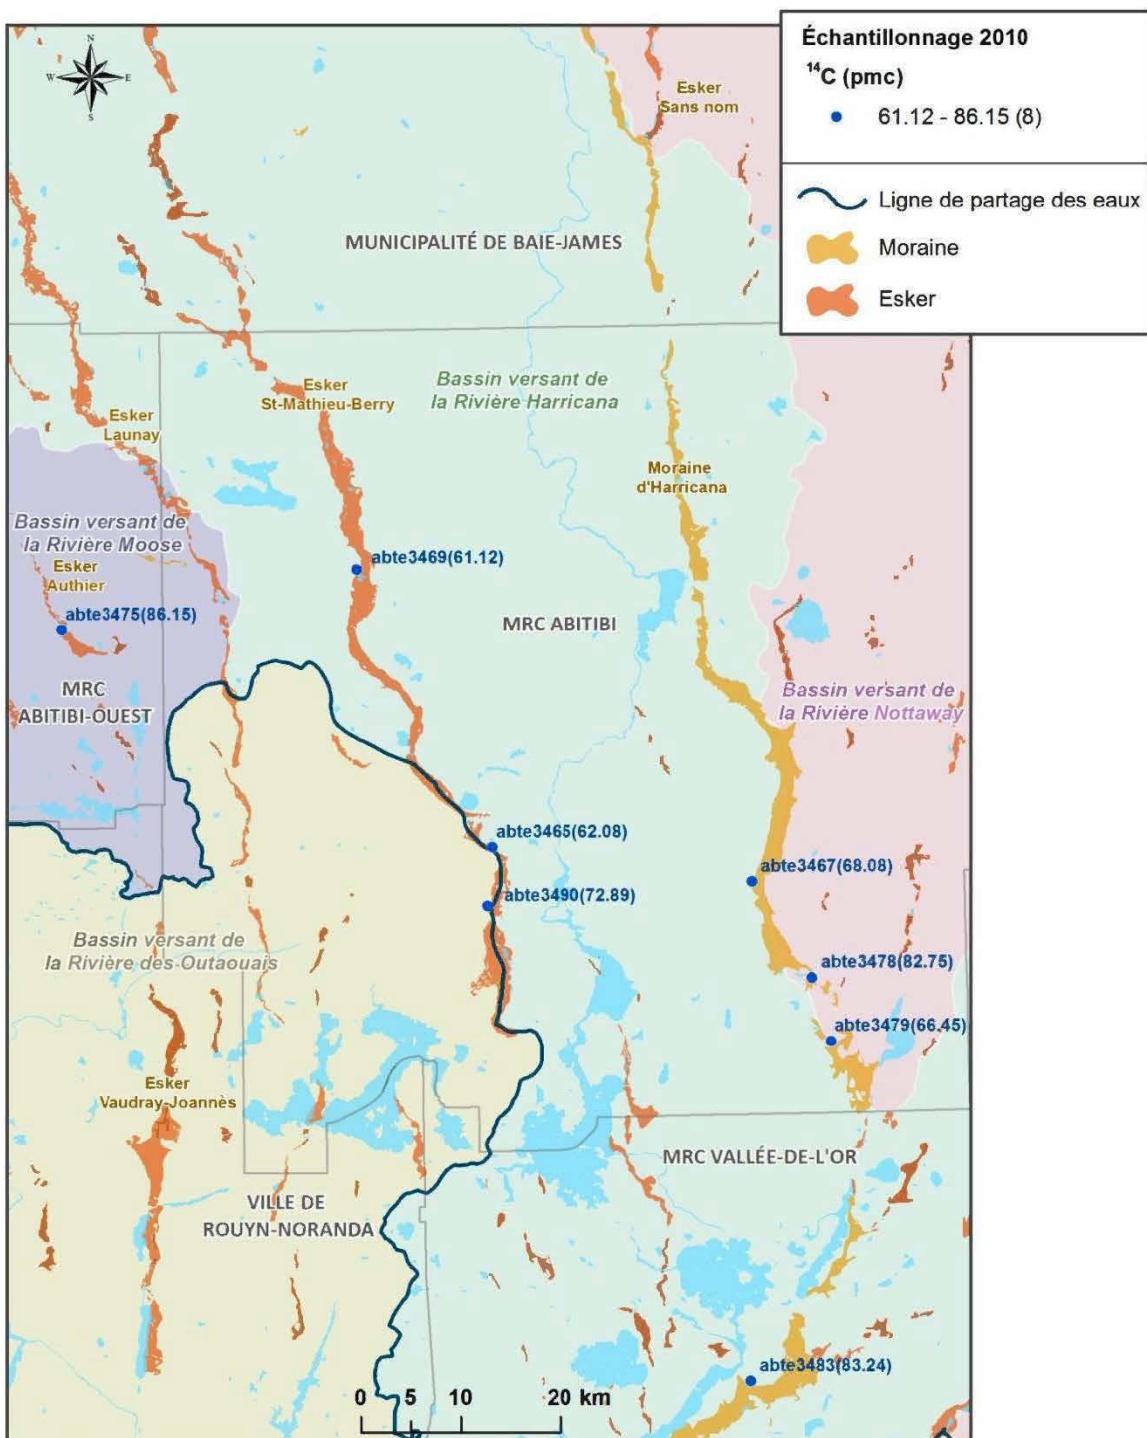 Échantillonnage 2010
¹⁴C (pmc)
61.12 - 86.15 (8)
Ligne de partage des eaux
Moraine
Esker
N
W
E
S
Esker
Sans nom
MUNICIPALITÉ DE BAIE-JAMES
Esker
St-Mathieu-Berry
Bassin versant de
la Rivière Harricana
Esker
Launay
Moraine
d'Harricana
Bassin versant de
la Rivière Moose
Esker
Authier
abte3469(61.12)
abte3475(86.15)
MRC ABITIBI
MRC
ABITIBI-OUEST
Bassin versant de
la Rivière Nottaway
abte3465(62.08)
abte3467(68.08)
abte3490(72.89)
Bassin versant de
la Rivière des Outaouais
abte3478(82.75)
abte3479(66.45)
Esker
Vaudray-Joannès
MRC VALLÉE-DE-L'OR
VILLE DE
ROUYN-NORANDA
abte3483(83.24)
0 5 10 20 km